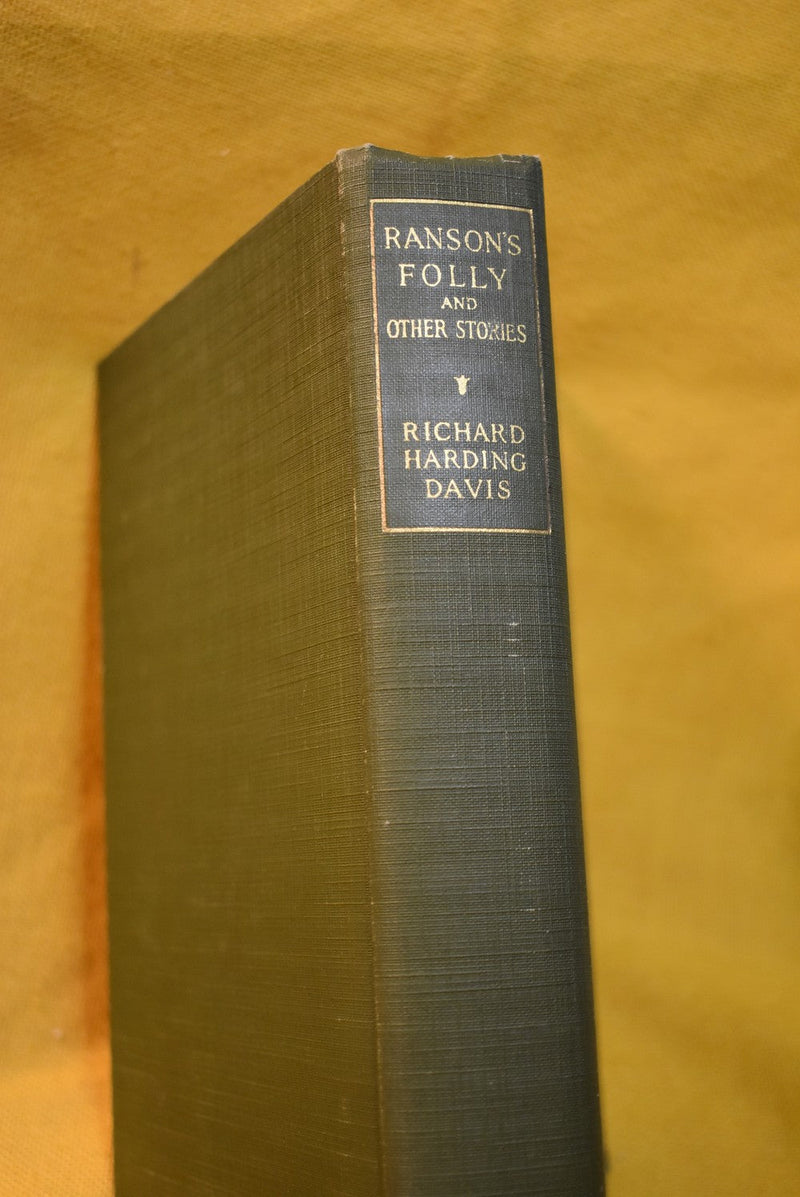 RANSON'S
FOLLY
AND
OTHER STORIES
RICHARD
HARDING
DAVIS